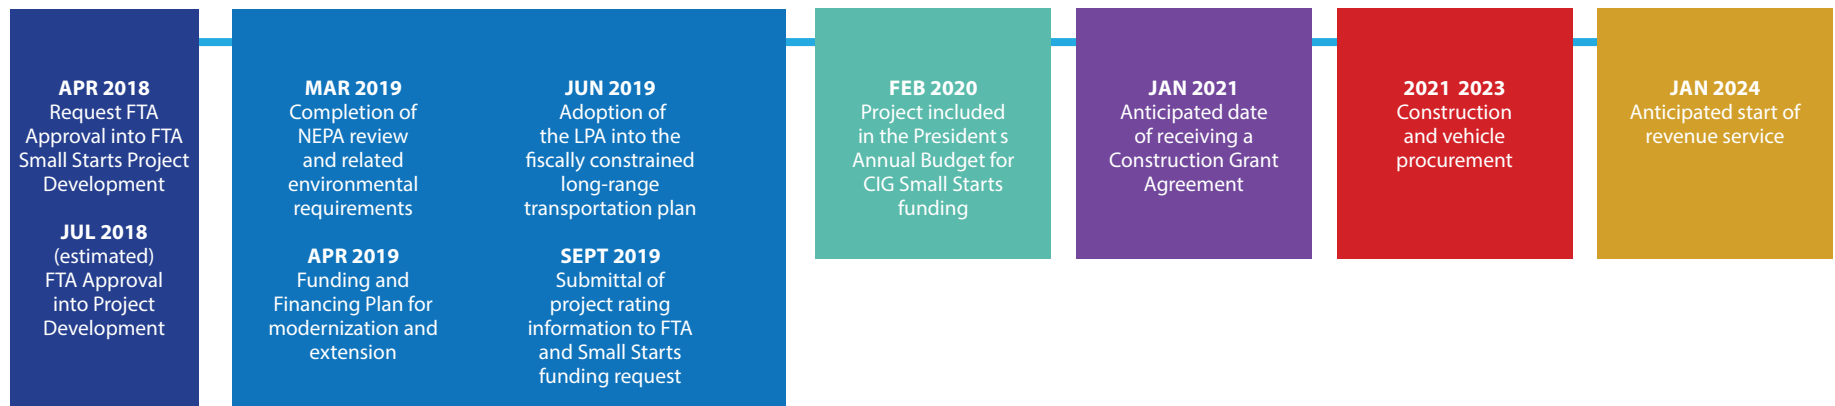 APR 2018
Request FTA
Approval into FTA
Small Starts Project
Development
JUL 2018
(estimated)
FTA Approval
into Project
Development
MAR 2019
Completion of
NEPA review
and related
environmental
requirements
APR 2019
Funding and
Financing Plan for
modernization and
extension
JUN 2019
Adoption of
the LPA into the
fiscally constrained
long-range
transportation plan
SEPT 2019
Submittal of
project rating
information to FTA
and Small Starts
funding request
FEB 2020
Project included
in the President s
Annual Budget for
CIG Small Starts
funding
JAN 2021
Anticipated date
of receiving a
Construction Grant
Agreement
2021 2023
Construction
and vehicle
procurement
JAN 2024
Anticipated start of
revenue service